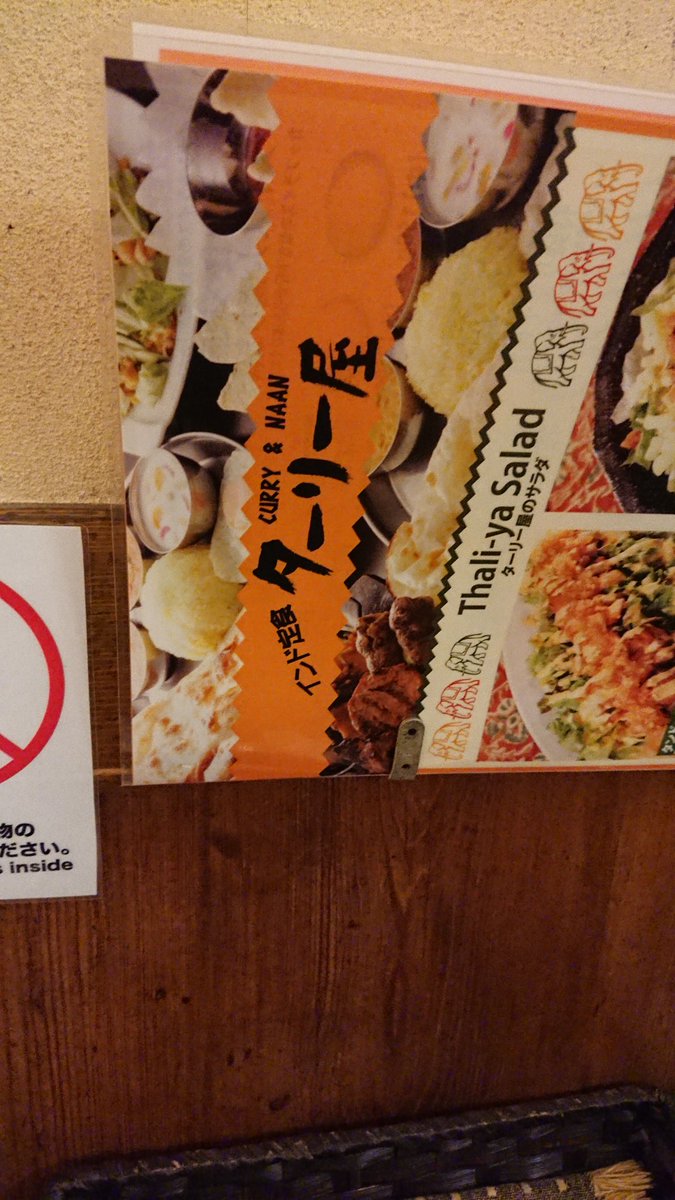 インド定食
ターリー屋
CURRY & NAAN
Thali-ya Salad
ターリー屋のサラダ
物の
ださい。
inside